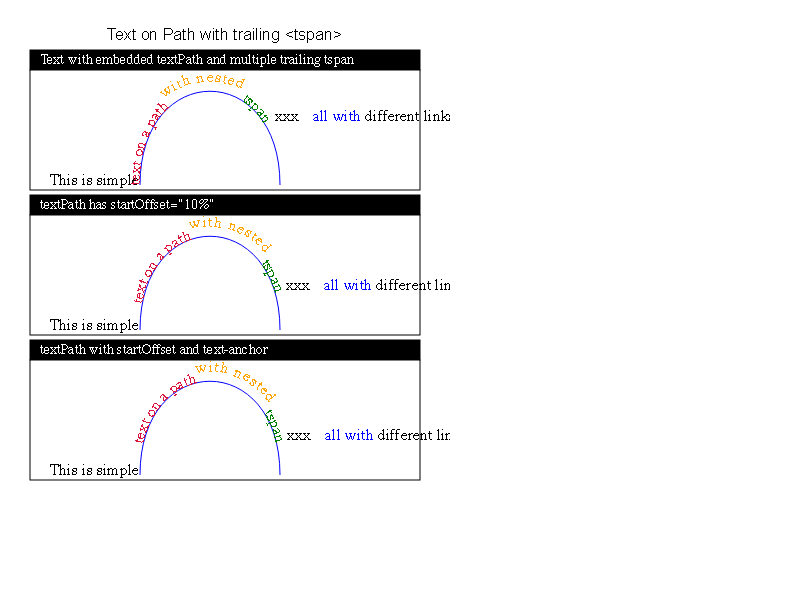 Text on Path with trailing <tspan>
Text with embedded textPath and multiple trailing tspan
This is simple text on a path with nested tspan xxx all with different links
textPath has startOffset="10%"
This is simple text on a path with nested tspan xxx all with different lin
textPath with startOffset and text-anchor
This is simple text on a path with nested tspan xxx all with different lin